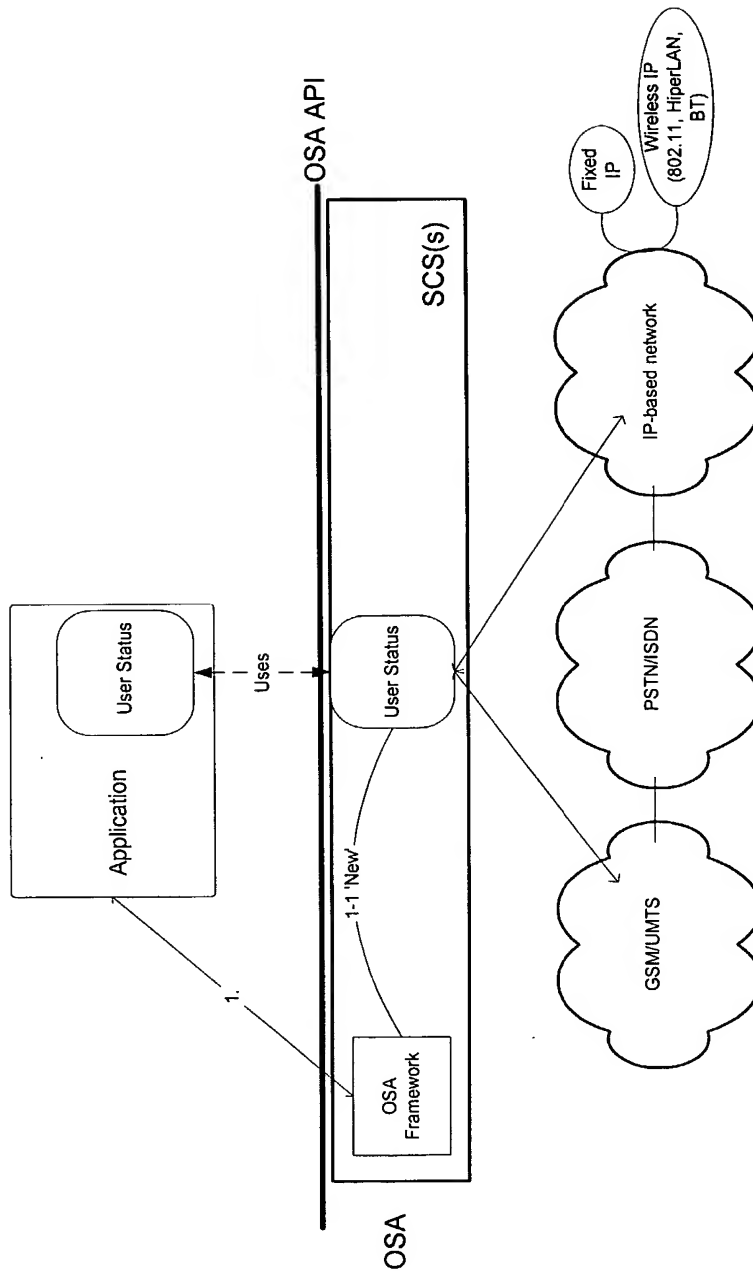 Application
User Status
Uses
1.
OSA API
OSA
OSA
Framework
1-1 'New'
User Status
SCS(s)
GSM/UMTS
PSTN/ISDN
IP-based network
Fixed
IP
Wireless IP
(802.11, HiperLAN,
BT)